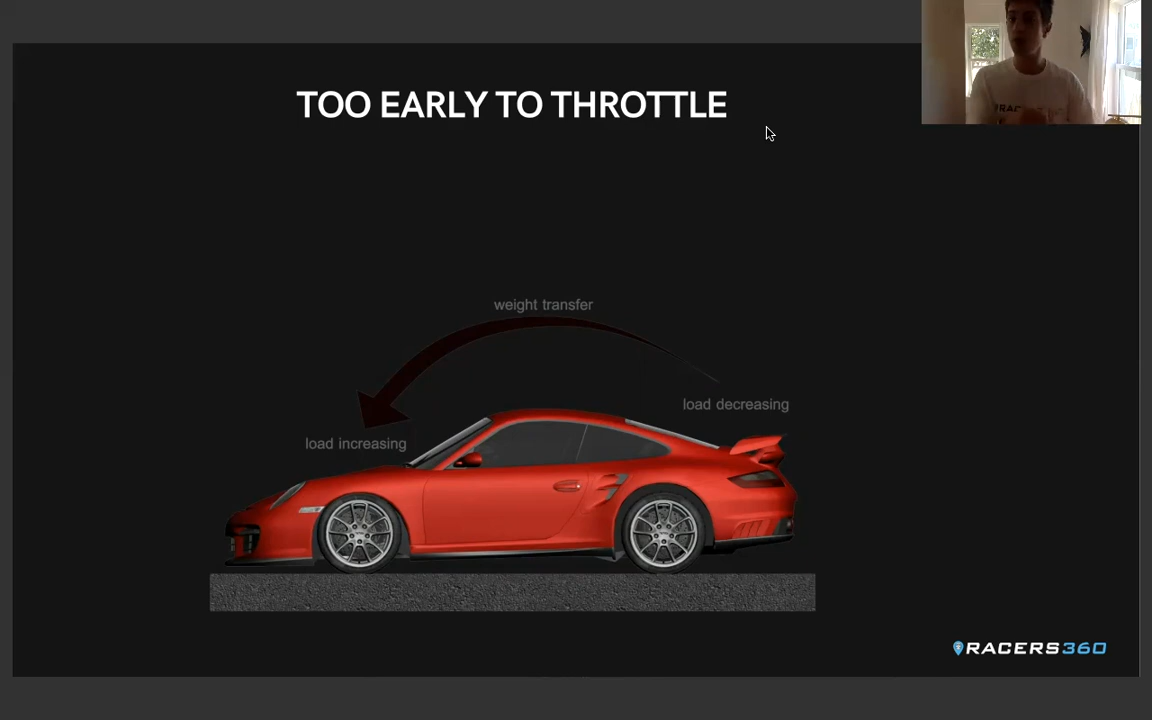 TOO EARLY TO THROTTLE
weight transfer
load decreasing
load increasing
RACERS360